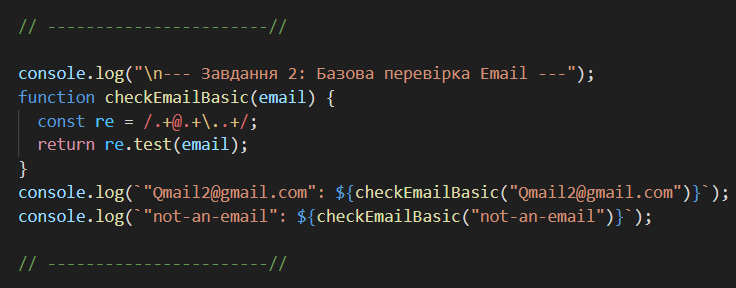 // -----------------------//
console.log("\n--- Завдання 2: Базова перевірка Email ---");
function checkEmailBasic(email) {
  const re = /.+@.+\..+/;
  return re.test(email);
}
console.log(`"Qmail2@gmail.com": ${checkEmailBasic("Qmail2@gmail.com")}`);
console.log(`"not-an-email": ${checkEmailBasic("not-an-email")}`);
// -----------------------//